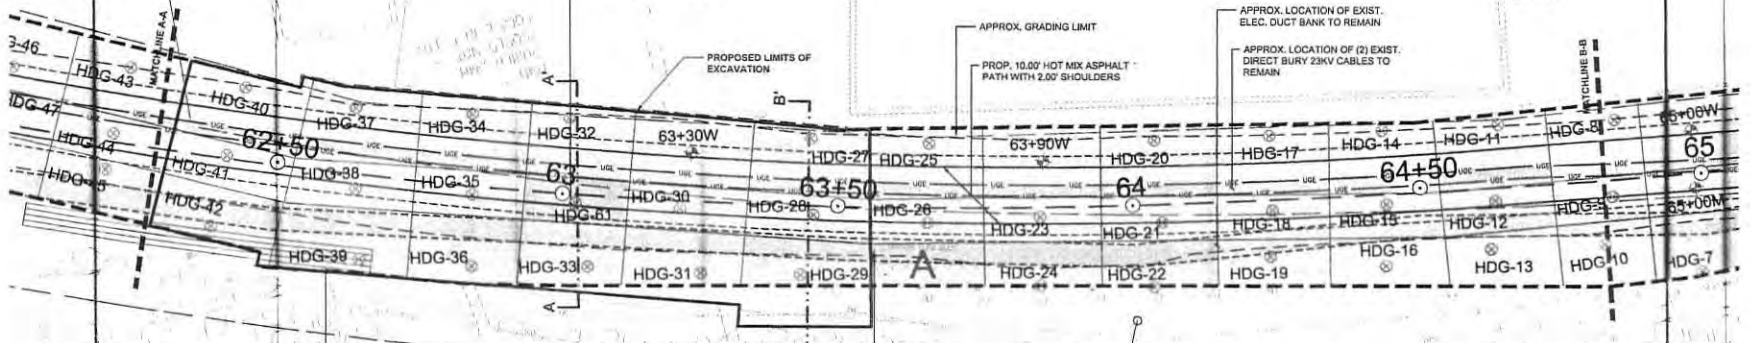 APPROX. LOCATION OF EXIST.
ELEC. DUCT BANK TO REMAIN
APPROX. GRADING LIMIT
MATCHLINE A-A
PROPOSED LIMITS OF
EXCAVATION
PROP. 10.00' HOT MIX ASPHALT
PATH WITH 2.00' SHOULDERS
APPROX. LOCATION OF (2) EXIST.
DIRECT BURY 23KV CABLES TO
REMAIN
MATCHLINE B-B
A'
B'
HDG-43
HDG-40
HDG-37
HDG-34
HDG-32
63+30W
HDG-27
HDG-25
63+90W
HDG-20
HDG-17
HDG-14
HDG-11
HDG-8
65+00W
HDG-47
HDG-44
62+50
HDG-41
HDG-38
HDG-35
63
HDG-30
63+50
HDG-28
HDG-26
64
64+50
65
HDG-42
HDG-61
HDG-23
HDG-21
HDG-18
HDG-15
HDG-12
HDG-9
65+00M
HDG-39
HDG-36
HDG-33
HDG-31
HDG-29
A
HDG-24
HDG-22
HDG-19
HDG-16
HDG-13
HDG-10
HDG-7
A
UGE